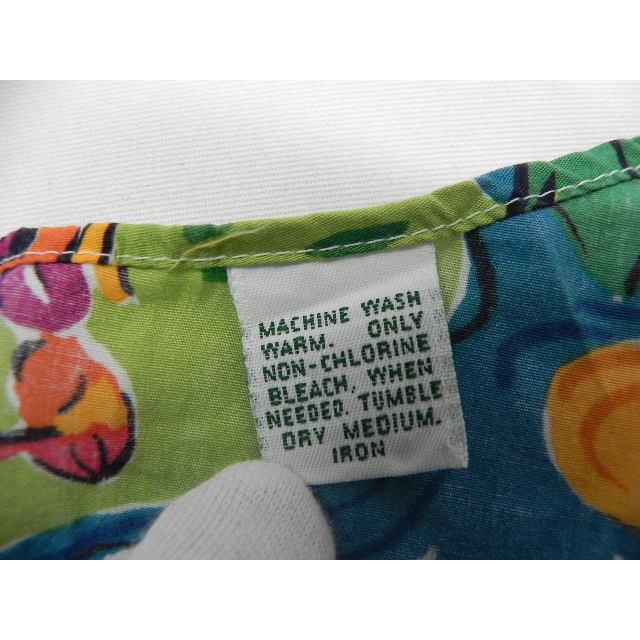 MACHINE WASH
WARM. ONLY
NON-CHLORINE
BLEACH, WHEN
NEEDED. TUMBLE
DRY MEDIUM.
IRON